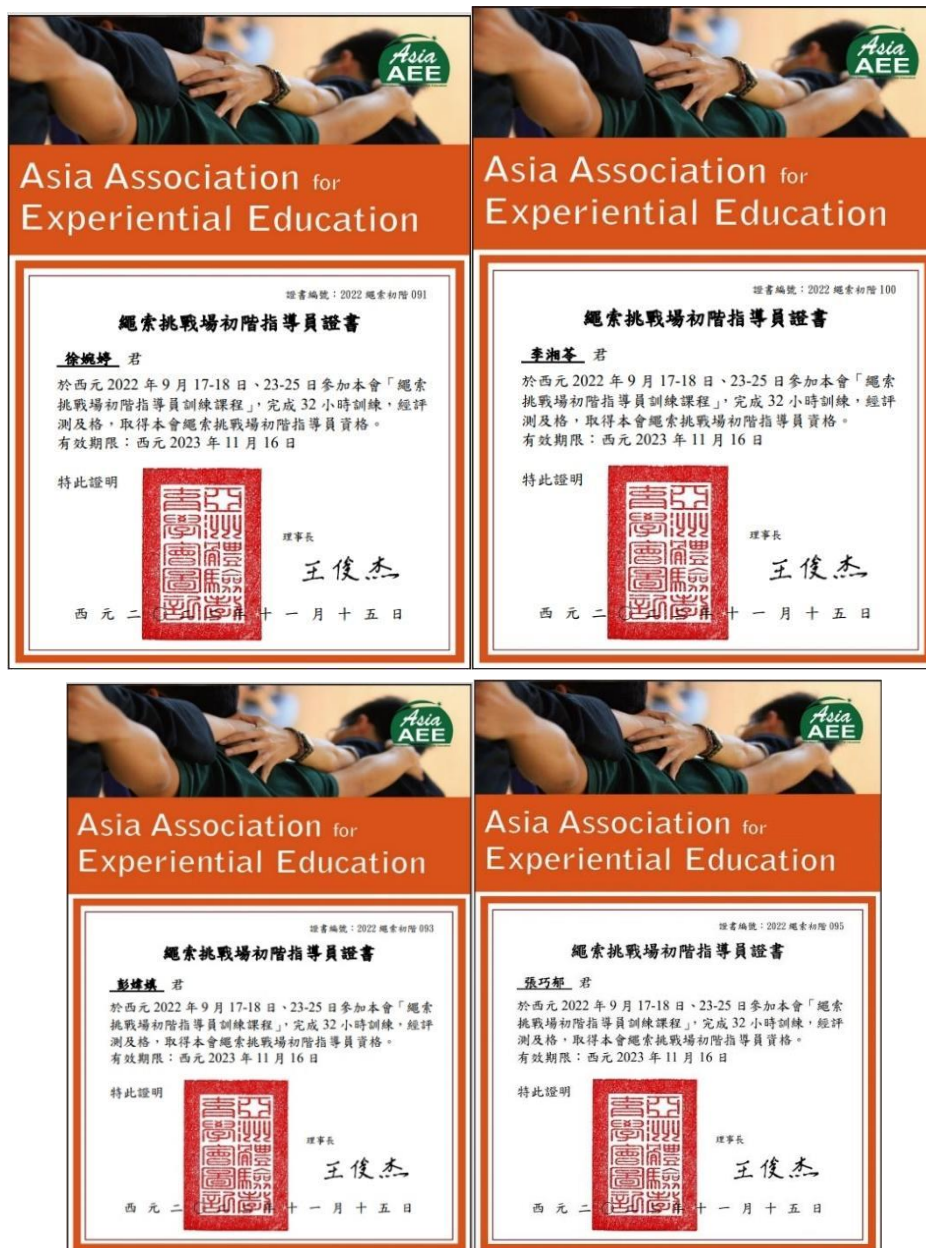 Asia
AEE
Asia Association for
Experiential Education
證書編號:2022 繩索初階 091
繩索挑戰場初階指導員證書
徐婉婷 君
於西元 2022 年 9 月 17-18 日、23-25 日參加本會「繩索
挑戰場初階指導員訓練課程」,完成 32 小時訓練,經評
測及格,取得本會繩索挑戰場初階指導員資格。
有效期限:西元 2023 年 11 月 16 日
特此證明
理事長
王俊杰
西元二〇二二年十一月十五日
Asia
AEE
Asia Association for
Experiential Education
證書編號:2022 繩索初階 100
繩索挑戰場初階指導員證書
李湘苓 君
於西元 2022 年 9 月 17-18 日、23-25 日參加本會「繩索
挑戰場初階指導員訓練課程」,完成 32 小時訓練,經評
測及格,取得本會繩索挑戰場初階指導員資格。
有效期限:西元 2023 年 11 月 16 日
特此證明
理事長
王俊杰
西元二〇二二年十一月十五日
Asia
AEE
Asia Association for
Experiential Education
證書編號:2022 繩索初階 093
繩索挑戰場初階指導員證書
君
於西元 2022 年 9 月 17-18 日、23-25 日參加本會「繩索
挑戰場初階指導員訓練課程」,完成 32 小時訓練,經評
測及格,取得本會繩索挑戰場初階指導員資格。
有效期限:西元 2023 年 11 月 16 日
特此證明
理事長
王俊杰
西元二〇二二年十一月十五日
Asia
AEE
Asia Association for
Experiential Education
證書編號:2022 繩索初階 095
繩索挑戰場初階指導員證書
張巧郁 君
於西元 2022 年 9 月 17-18 日、23-25 日參加本會「繩索
挑戰場初階指導員訓練課程」,完成 32 小時訓練,經評
測及格,取得本會繩索挑戰場初階指導員資格。
有效期限:西元 2023 年 11 月 16 日
特此證明
理事長
王俊杰
西元二〇二二年十一月十五日